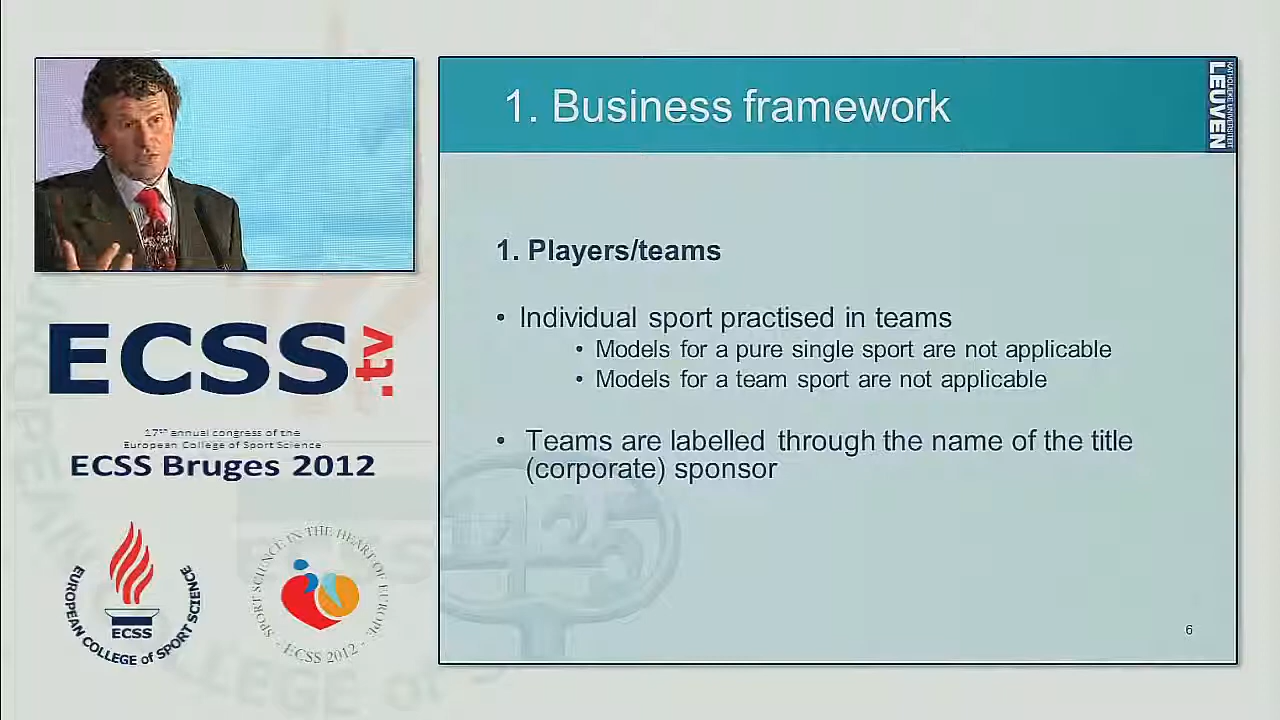 1. Business framework
KATHOLIEKE UNIVERSITEIT
LEUVEN
1. Players/teams
• Individual sport practised in teams
• Models for a pure single sport are not applicable
• Models for a team sport are not applicable
• Teams are labelled through the name of the title
(corporate) sponsor
6
ECSS.tv
17th annual congress of the
European College of Sport Science
ECSS Bruges 2012
EUROPEAN COLLEGE of SPORT SCIENCE
ECSS
SPORT SCIENCE IN THE HEART OF EUROPE
- ECSS 2012 -